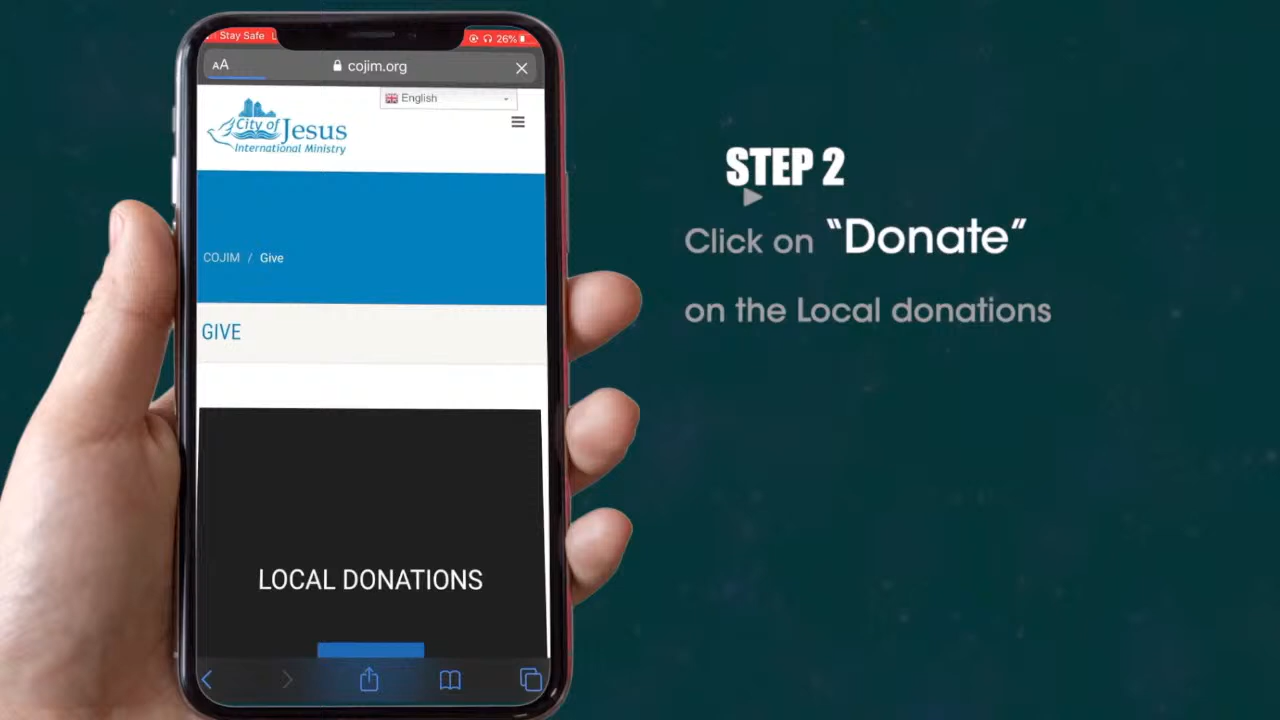 Stay Safe
26%
AA
cojim.org
English
City of Jesus
International Ministry
COJIM / Give
GIVE
LOCAL DONATIONS
STEP 2
Click on “Donate”
on the Local donations